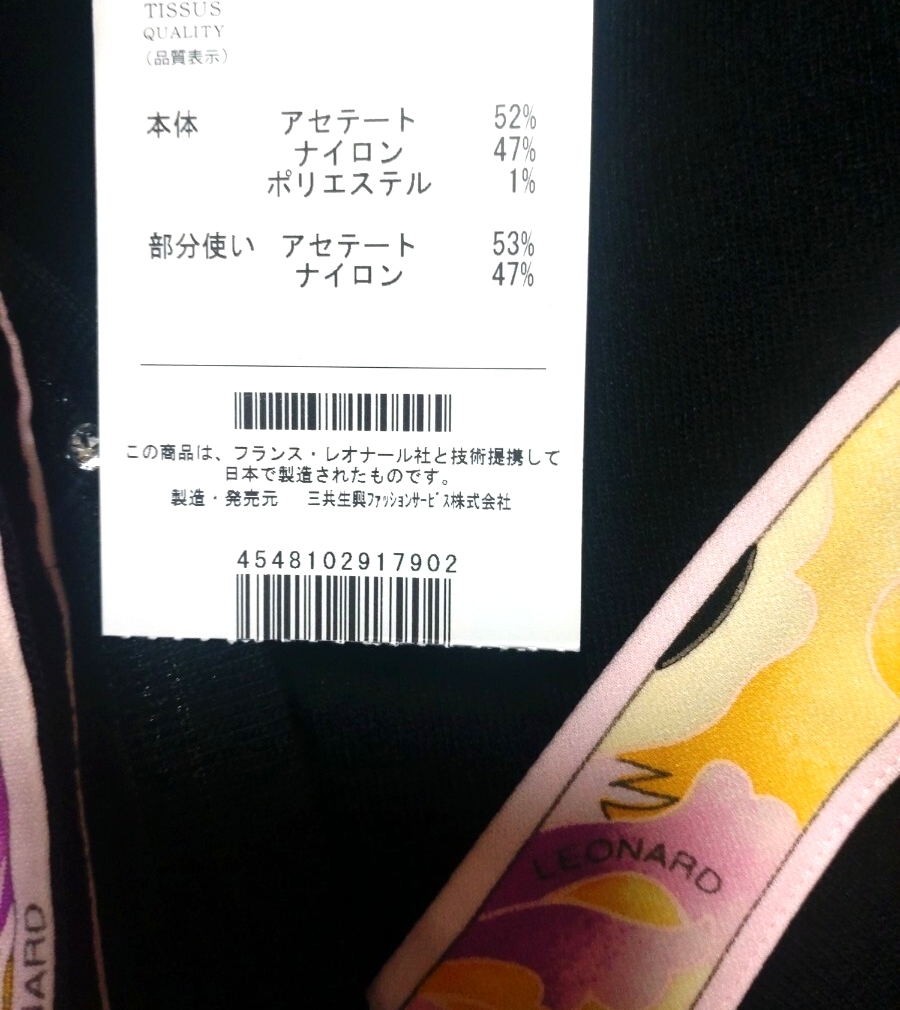 TISSUS
QUALITY
(品質表示)
本体 アセテート 52%
ナイロン 47%
ポリエステル 1%
部分使い アセテート 53%
ナイロン 47%
この商品は、フランス・レオナール社と技術提携して
日本で製造されたものです。
製造・発売元 三共生興ファッションサービス株式会社
4548102917902
LEONARD
NARD